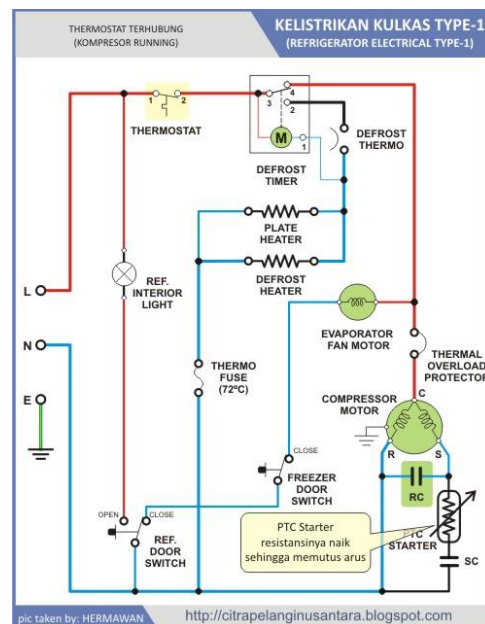 THERMOSTAT TERHUBUNG
(KOMPRESOR RUNNING)
KELISTRIKAN KULKAS TYPE-1
(REFRIGERATOR ELECTRICAL TYPE-1)
1
2
THERMOSTAT
3
4
2
M
1
DEFROST
TIMER
DEFROST
THERMO
PLATE
HEATER
DEFROST
HEATER
L
REF.
INTERIOR
LIGHT
EVAPORATOR
FAN MOTOR
N
THERMO
FUSE
(72ºC)
THERMAL
OVERLOAD
PROTECTOR
E
COMPRESSOR
MOTOR
C
R
S
RC
CLOSE
FREEZER
DOOR
SWITCH
OPEN
CLOSE
REF.
DOOR
SWITCH
PTC Starter
resistansinya naik
sehingga memutus arus
PTC
STARTER
SC
pic taken by: HERMAWAN
http://citrapelanginusantara.blogspot.com